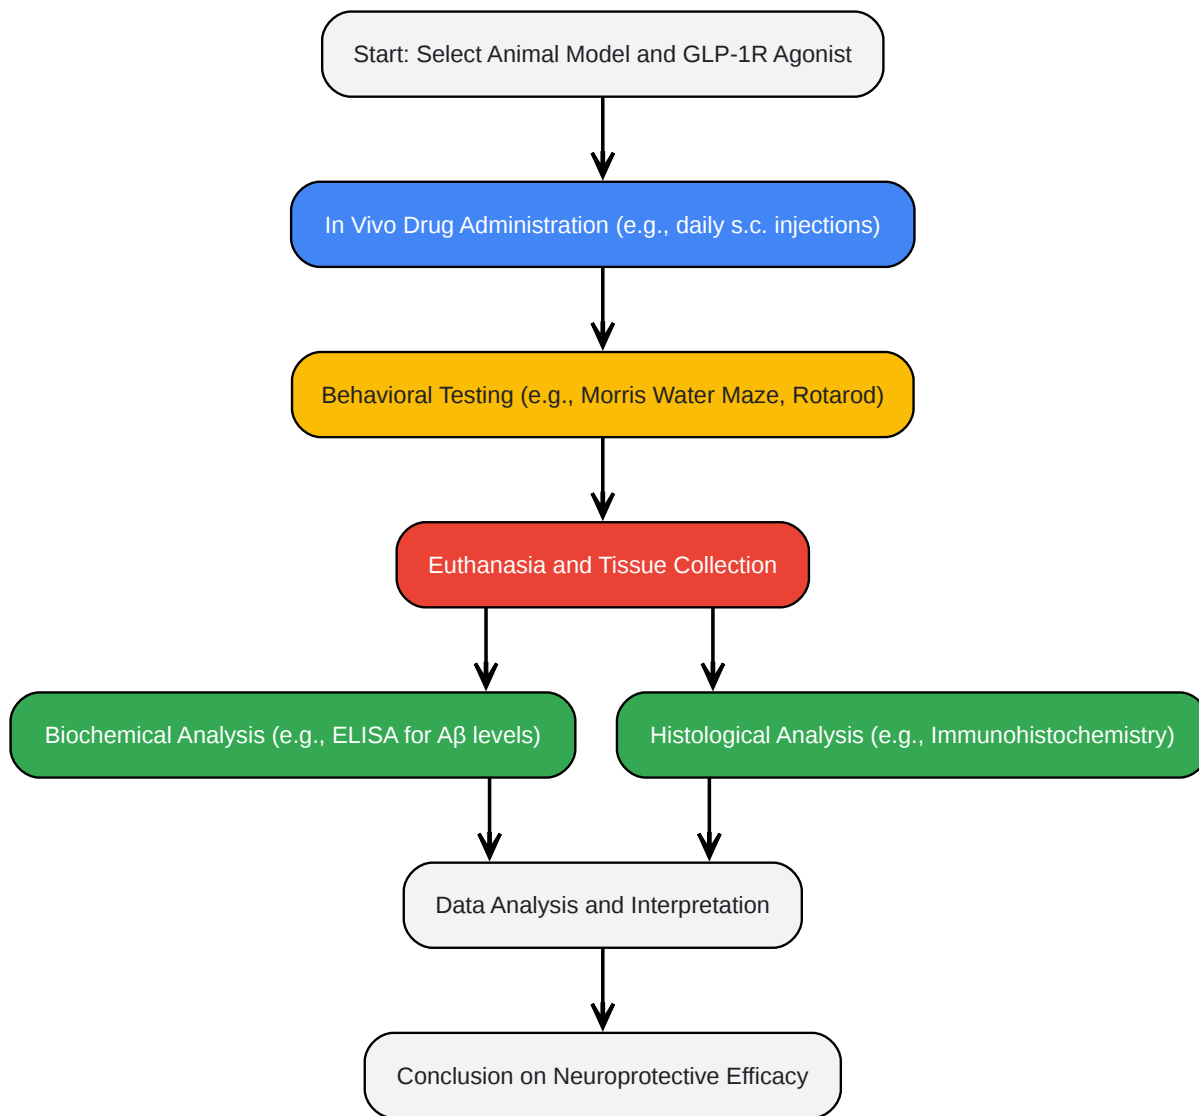 Start: Select Animal Model and GLP-1R Agonist
In Vivo Drug Administration (e.g., daily s.c. injections)
Behavioral Testing (e.g., Morris Water Maze, Rotarod)
Euthanasia and Tissue Collection
Biochemical Analysis (e.g., ELISA for Aβ levels)
Histological Analysis (e.g., Immunohistochemistry)
Data Analysis and Interpretation
Conclusion on Neuroprotective Efficacy